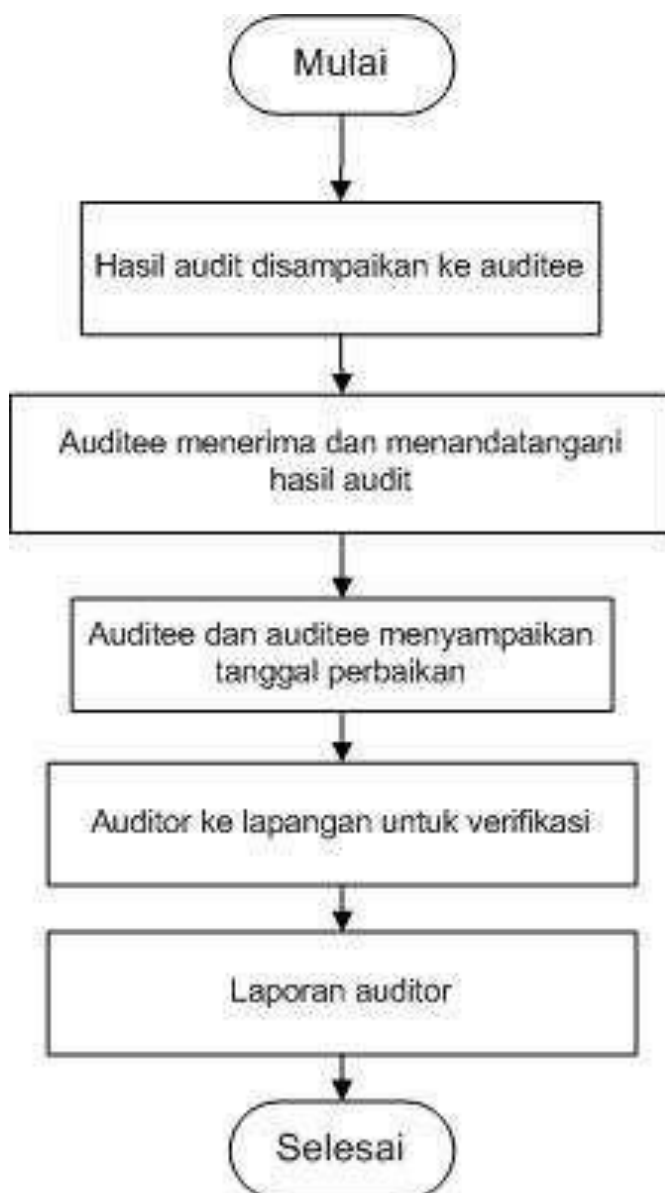 Mulai
Hasil audit disampaikan ke auditee
Auditee menerima dan menandatangani
hasil audit
Auditee dan auditee menyampaikan
tanggal perbaikan
Auditor ke lapangan untuk verifikasi
Laporan auditor
Selesai